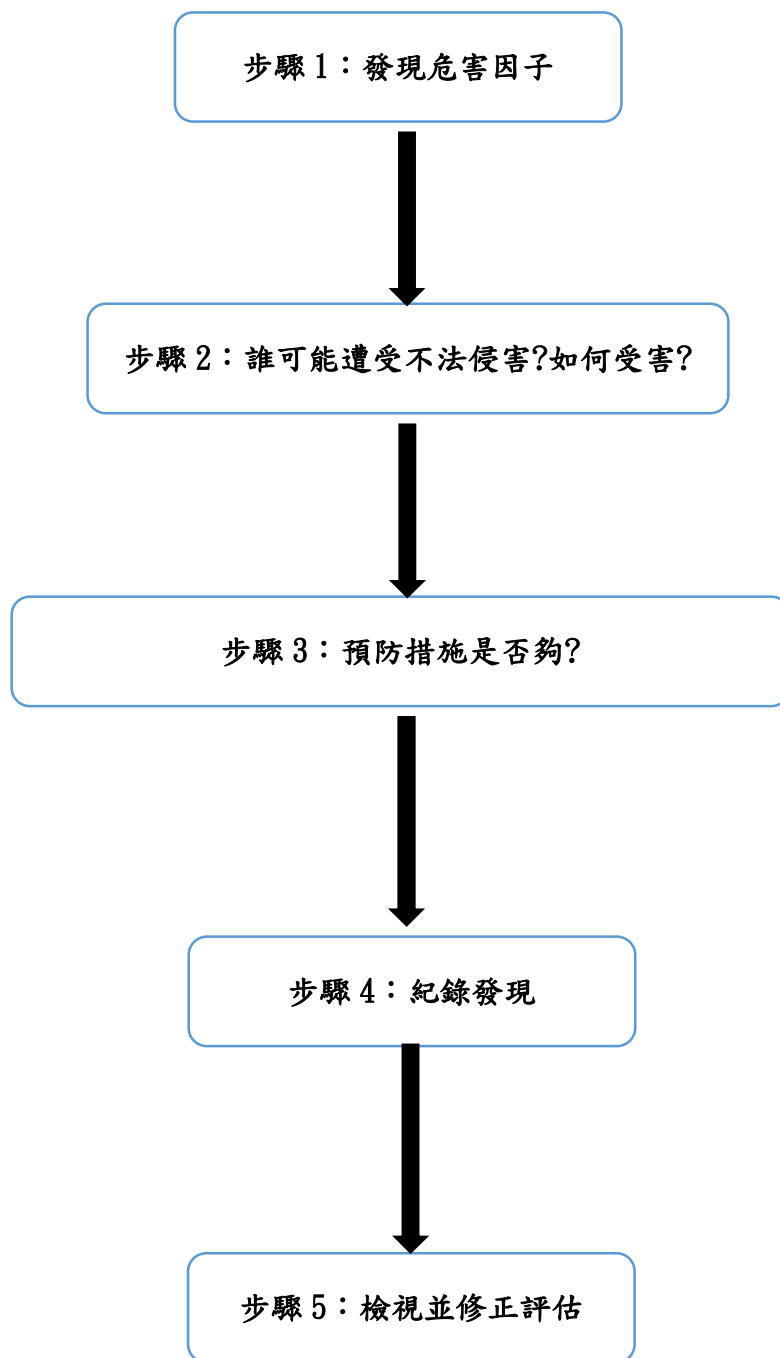 步驟 1：發現危害因子
步驟 2：誰可能遭受不法侵害?如何受害?
步驟 3：預防措施是否夠?
步驟 4：紀錄發現
步驟 5：檢視並修正評估